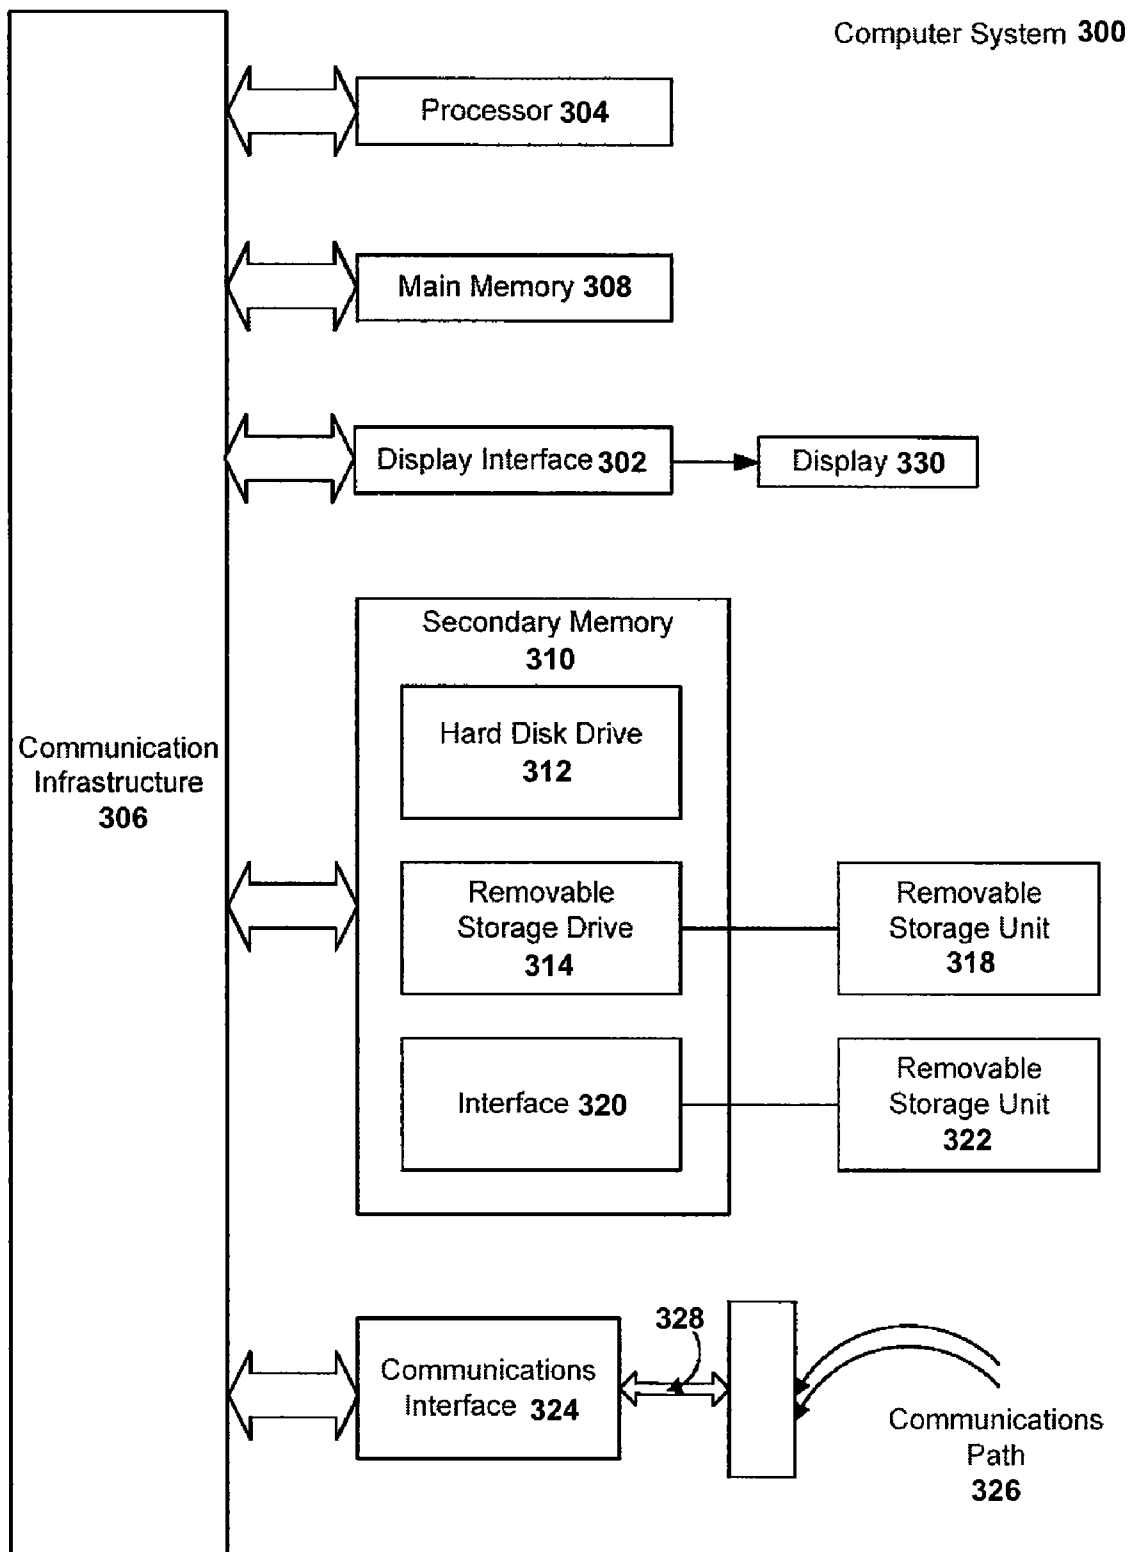 Computer System 300
Processor 304
Main Memory 308
Display Interface 302
Display 330
Secondary Memory
310
Hard Disk Drive
312
Communication
Infrastructure
306
Removable
Storage Drive
314
Removable
Storage Unit
318
Interface 320
Removable
Storage Unit
322
328
Communications
Interface 324
Communications
Path
326